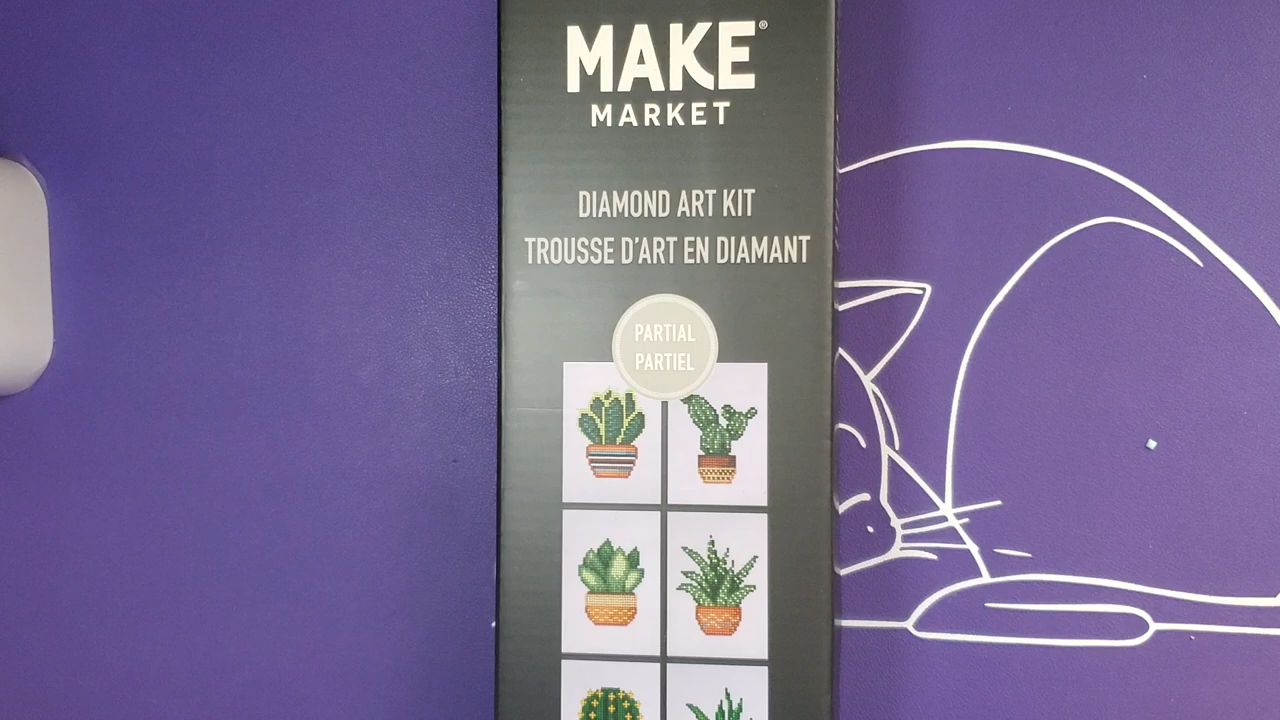 MAKE®
MARKET
DIAMOND ART KIT
TROUSSE D'ART EN DIAMANT
PARTIAL
PARTIEL